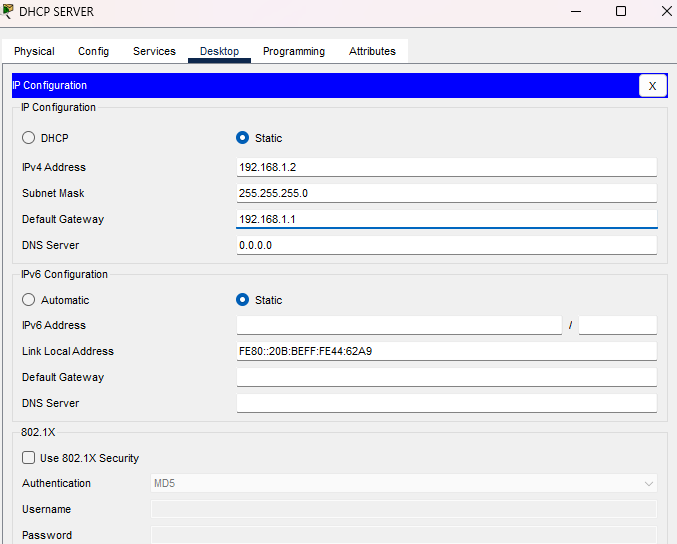 DHCP SERVER
Physical Config Services Desktop Programming Attributes
IP Configuration X
IP Configuration
DHCP Static
IPv4 Address 192.168.1.2
Subnet Mask 255.255.255.0
Default Gateway 192.168.1.1
DNS Server 0.0.0.0
IPv6 Configuration
Automatic Static
IPv6 Address /
Link Local Address FE80::20B:BEFF:FE44:62A9
Default Gateway
DNS Server
802.1X
Use 802.1X Security
Authentication MD5
Username
Password